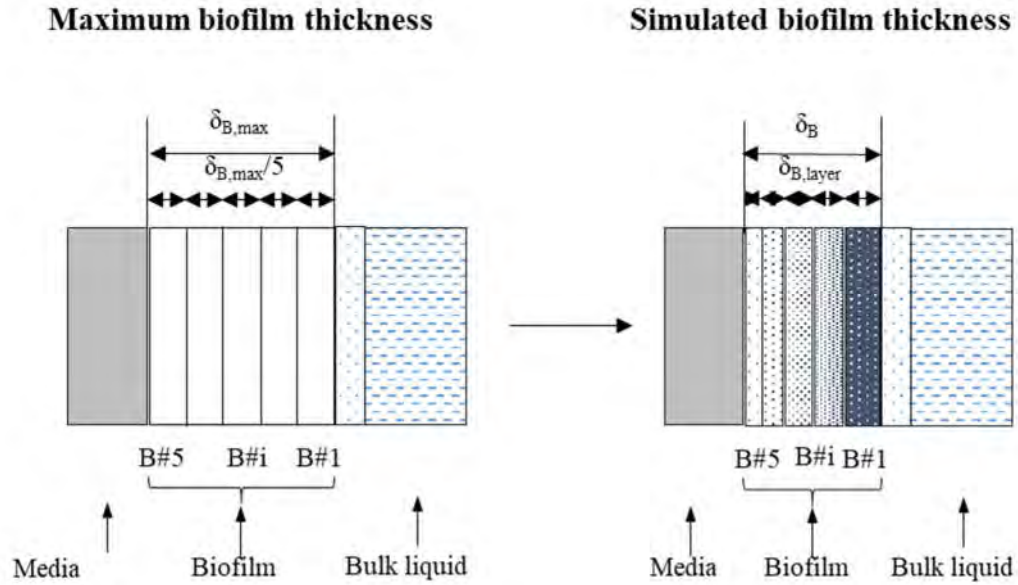 Maximum biofilm thickness
δB,max
δB,max/5
B#5 B#i B#1
Media Biofilm Bulk liquid
Simulated biofilm thickness
δB
δB,layer
B#5 B#i B#1
Media Biofilm Bulk liquid